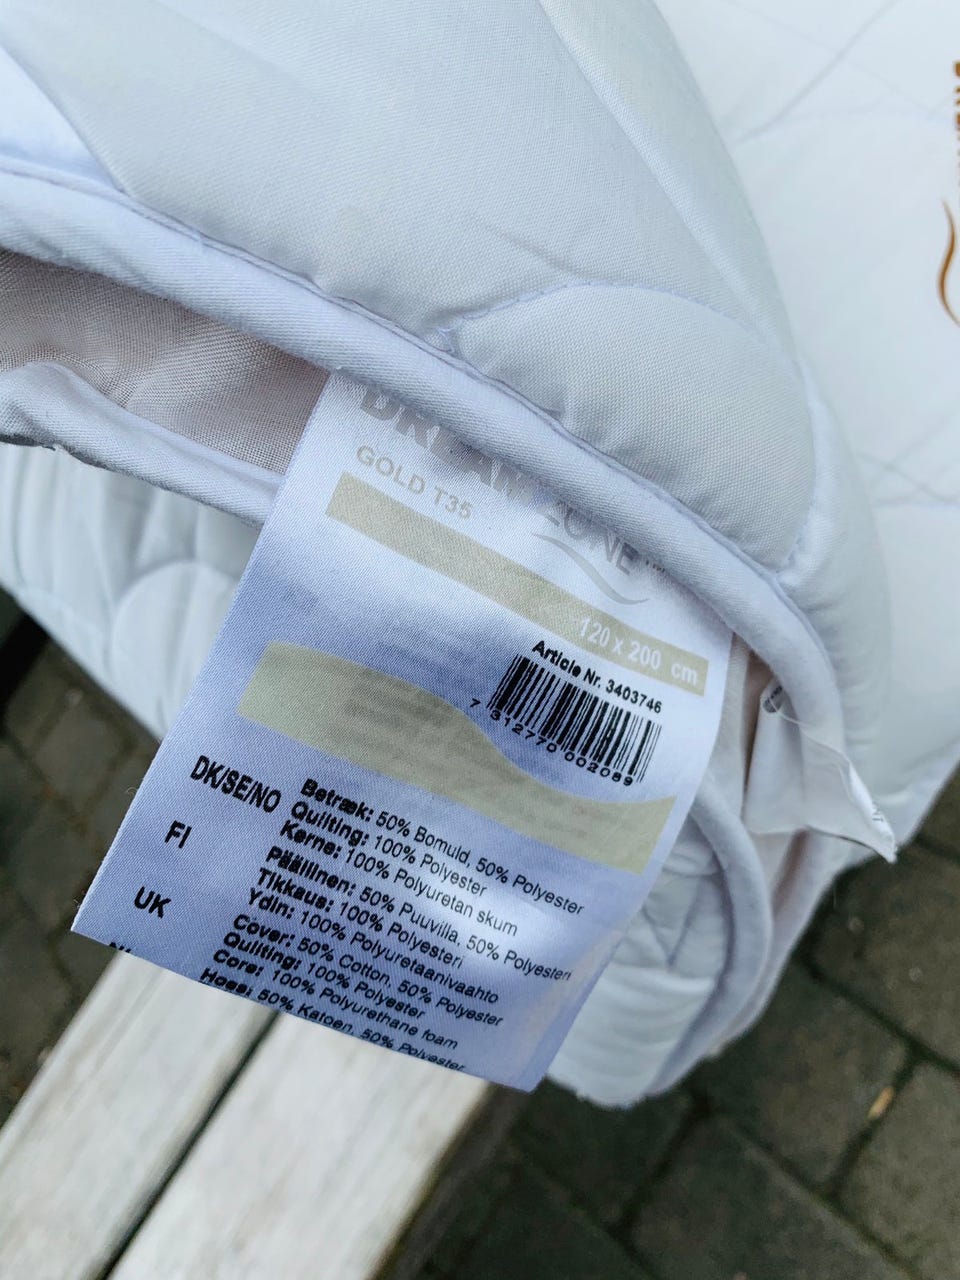 DREAMZONE™
GOLD T35
120 x 200 cm
Article Nr. 3403746
7 312770 002089
DK/SE/NO
Betræk: 50% Bomuld, 50% Polyester
Quilting: 100% Polyester
Kerne: 100% Polyuretan skum
FI
Päällinen: 50% Puuvilla, 50% Polyesteri
Tikkaus: 100% Polyesteri
Ydin: 100% Polyuretaanivaahto
UK
Cover: 50% Cotton, 50% Polyester
Quilting: 100% Polyester
Core: 100% Polyurethane foam
Hoes: 50% Katoen, 50% Polyester